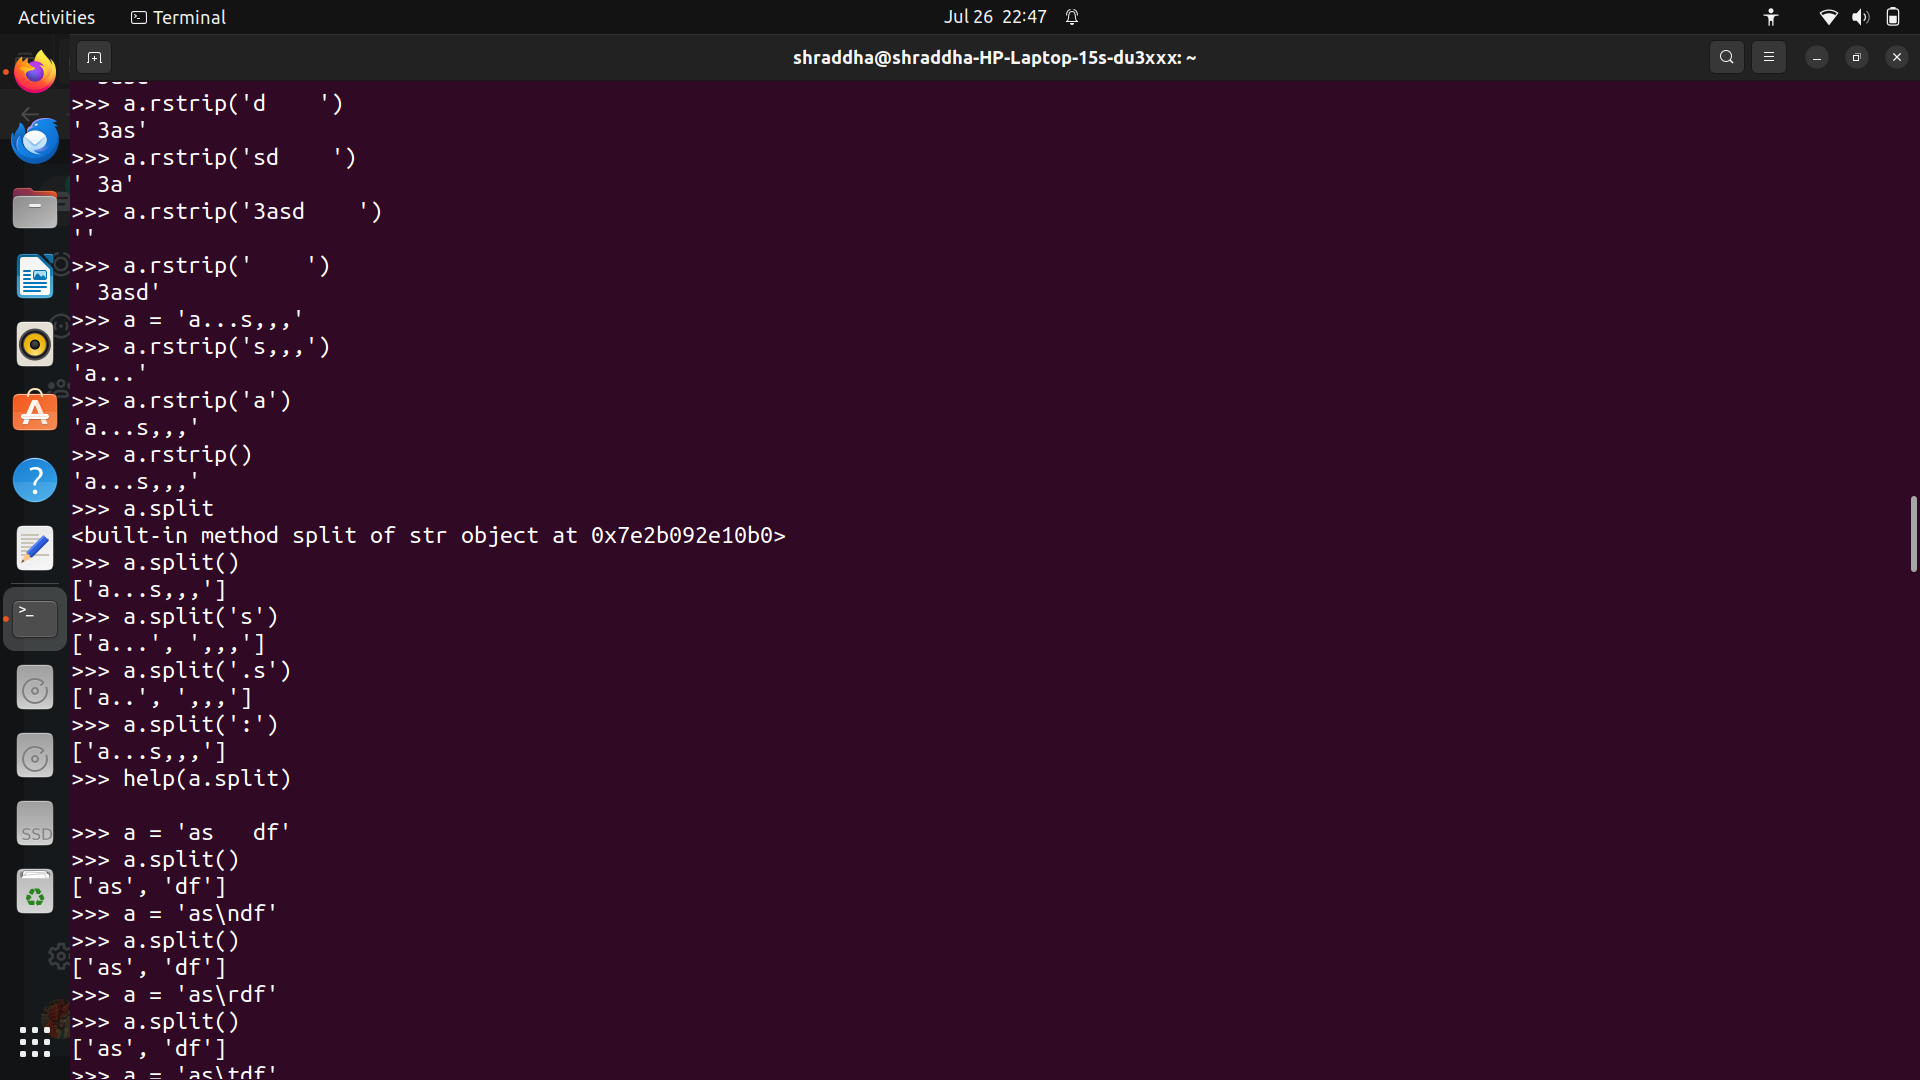 Activities
Terminal
Jul 26 22:47
shraddha@shraddha-HP-Laptop-15s-du3xxx: ~
>>> a.rstrip('d    ')
' 3as'
>>> a.rstrip('sd    ')
' 3a'
>>> a.rstrip('3asd    ')
''
>>> a.rstrip('    ')
' 3asd'
>>> a = 'a...s,,,'
>>> a.rstrip('s,,,')
'a...'
>>> a.rstrip('a')
'a...s,,,'
>>> a.rstrip()
'a...s,,,'
>>> a.split
<built-in method split of str object at 0x7e2b092e10b0>
>>> a.split()
['a...s,,,']
>>> a.split('s')
['a...', ',,,']
>>> a.split('.s')
['a..', ',,,']
>>> a.split(':')
['a...s,,,']
>>> help(a.split)
>>> a = 'as   df'
>>> a.split()
['as', 'df']
>>> a = 'as\ndf'
>>> a.split()
['as', 'df']
>>> a = 'as\rdf'
>>> a.split()
['as', 'df']
>>> a = 'as\tdf'
SSD